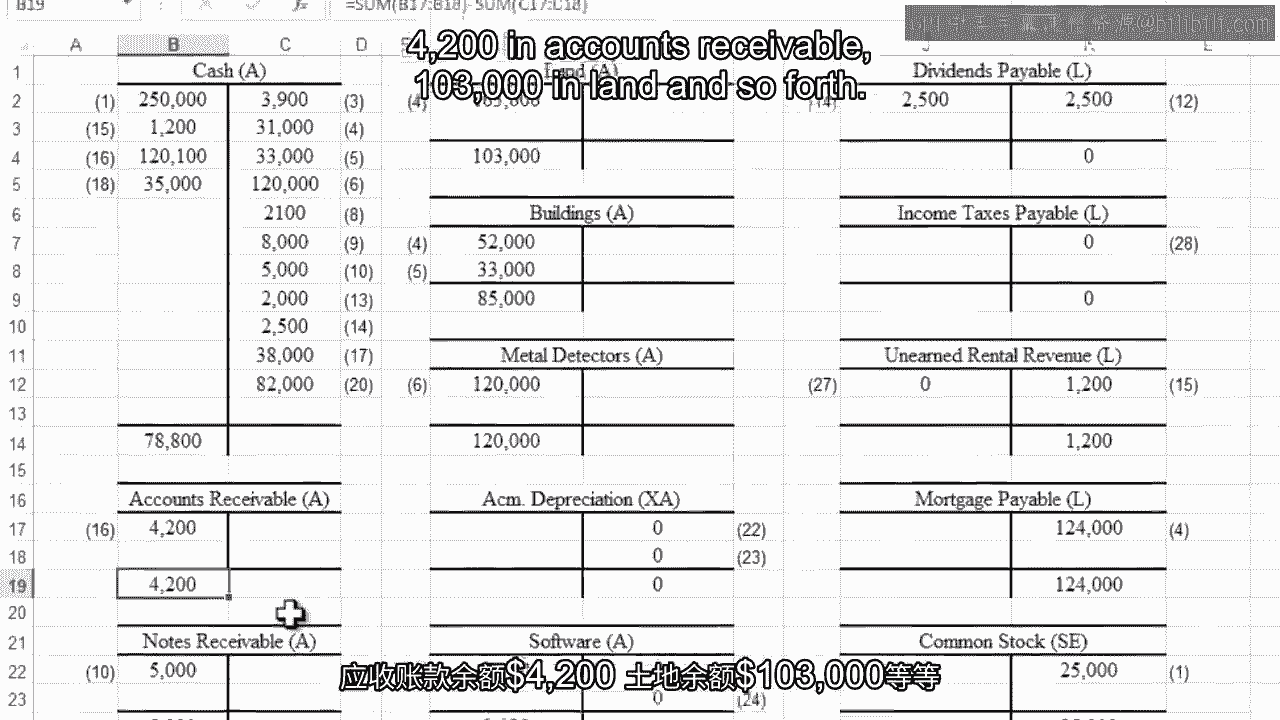 B19 =SUM(B17:B18)-SUM(C17:C18)
4,200 in accounts receivable,
103,000 in land and so forth.
A B C D
1 Cash (A) Land (A) Dividends Payable (L)
2 (1) 250,000 3,900 (3) (4) (14) 2,500 2,500 (12)
3 (15) 1,200 31,000 (4)
4 (16) 120,100 33,000 (5) 103,000 0
5 (18) 35,000 120,000 (6)
6 2100 (8) Buildings (A) Income Taxes Payable (L)
7 8,000 (9) (4) 52,000 0 (28)
8 5,000 (10) (5) 33,000
9 2,000 (13) 85,000 0
10 2,500 (14)
11 38,000 (17) Metal Detectors (A) Unearned Rental Revenue (L)
12 82,000 (20) (6) 120,000 (27) 0 1,200 (15)
13
14 78,800 120,000 1,200
15
16 Accounts Receivable (A) Acm. Depreciation (XA) Mortgage Payable (L)
17 (16) 4,200 0 (22) 124,000 (4)
18 0 (23)
19 4,200 0 124,000
20
21 Notes Receivable (A) Software (A) Common Stock (SE)
22 (10) 5,000 25,000 (1)
23 0 (24)
应收账款余额$4,200 土地余额$103,000等等